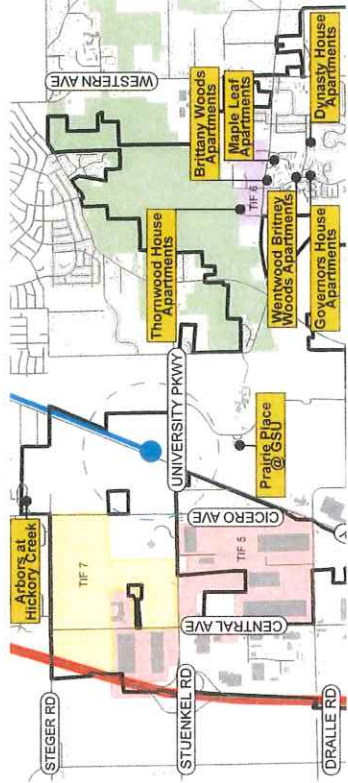 WESTERN AVE
Brittany Woods
Apartments
Maple Leaf
Apartments
Dynasty House
Apartments
Thornwood House
Apartments
TIF 6
Wentwood Britney
Woods Apartments
Governors House
Apartments
UNIVERSITY PKWY
Prairie Place
@ GSU
Arbors at
Hickory Creek
CICERO AVE
TIF 7
TIF 5
CENTRAL AVE
STEGER RD
STUENKEL RD
DRALLE RD